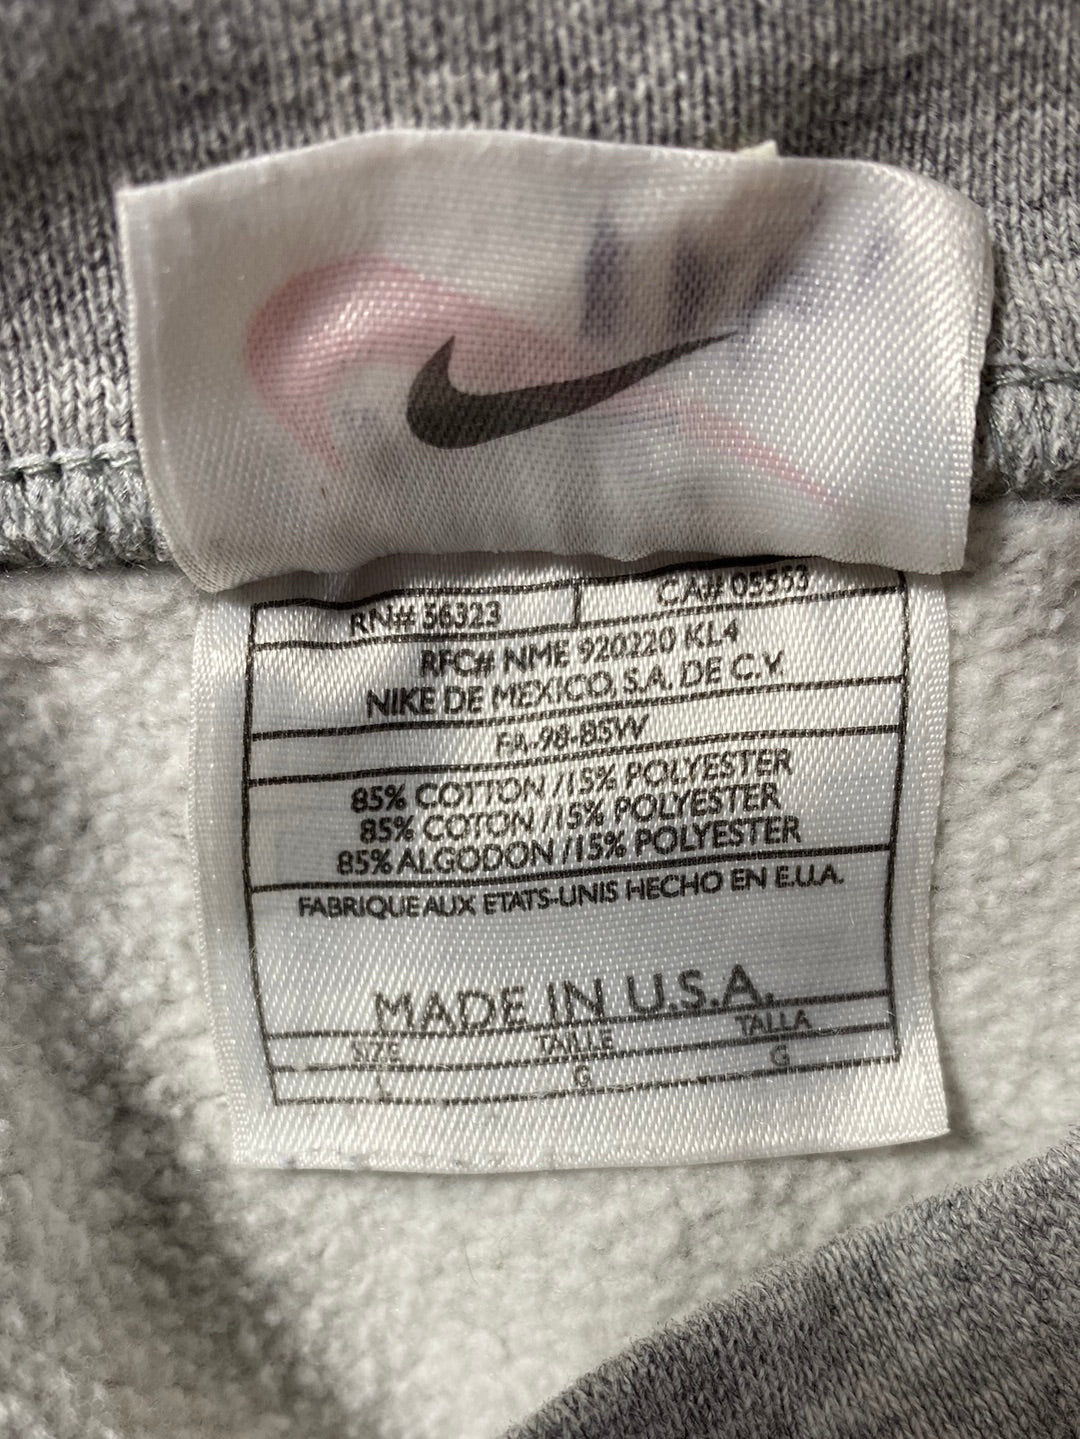 RN# 56323 CA# 05553
RFC# NME 920220 KL4
NIKE DE MEXICO, S.A. DE C.V.
FA-98-BSW
85% COTTON /15% POLYESTER
85% COTON /15% POLYESTER
85% ALGODON /15% POLYESTER
FABRIQUE AUX ETATS-UNIS HECHO EN E.U.A.
MADE IN U.S.A.
SIZE TAILLE TALLA
L G G